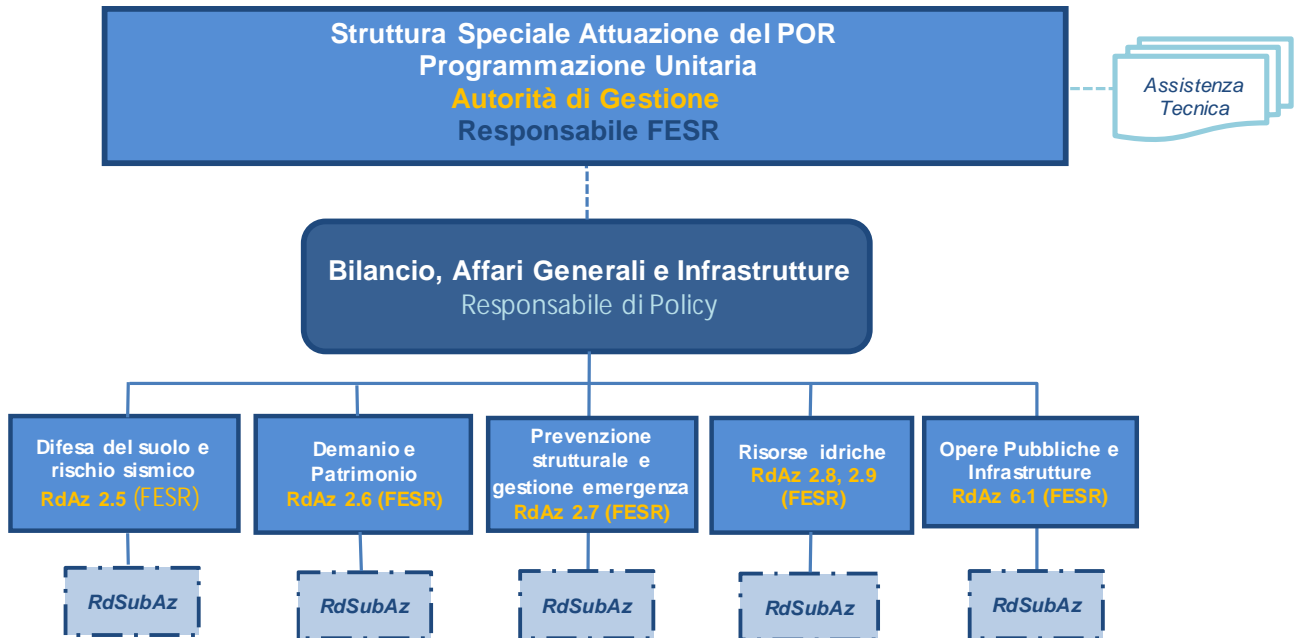 Struttura Speciale Attuazione del POR
Programmazione Unitaria
Autorità di Gestione
Responsabile FESR
Assistenza
Tecnica
Bilancio, Affari Generali e Infrastrutture
Responsabile di Policy
Difesa del suolo e
rischio sismico
RdAz 2.5 (FESR)
Demanio e
Patrimonio
RdAz 2.6 (FESR)
Prevenzione
strutturale e
gestione emergenza
RdAz 2.7 (FESR)
Risorse idriche
RdAz 2.8, 2.9
(FESR)
Opere Pubbliche e
Infrastrutture
RdAz 6.1 (FESR)
RdSubAz
RdSubAz
RdSubAz
RdSubAz
RdSubAz